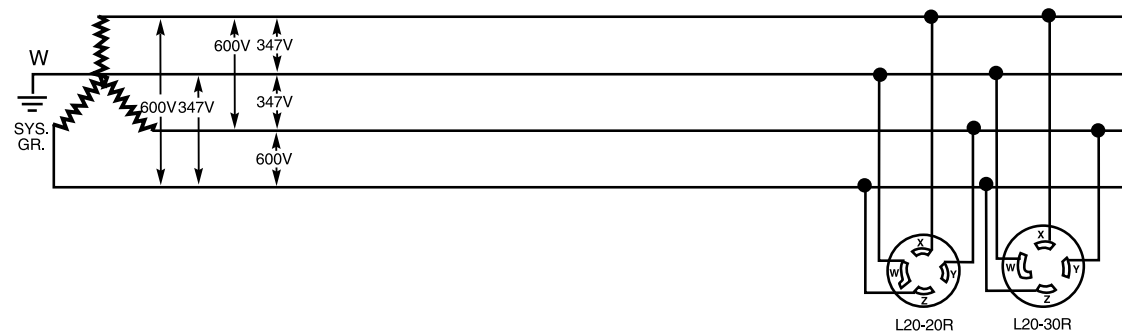 W
SYS.
GR.
600V
347V
600V
347V
347V
600V
X
W
Y
Z
L20-20R
X
W
Y
Z
L20-30R